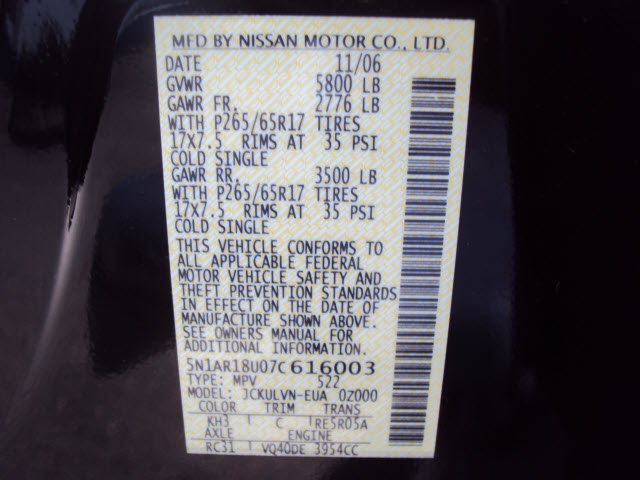 MFD BY NISSAN MOTOR CO., LTD.
DATE 11/06
GVWR 5800 LB
GAWR FR. 2776 LB
WITH P265/65R17 TIRES
17X7.5 RIMS AT 35 PSI
COLD SINGLE
GAWR RR. 3500 LB
WITH P265/65R17 TIRES
17X7.5 RIMS AT 35 PSI
COLD SINGLE
THIS VEHICLE CONFORMS TO
ALL APPLICABLE FEDERAL
MOTOR VEHICLE SAFETY AND
THEFT PREVENTION STANDARDS
IN EFFECT ON THE DATE OF
MANUFACTURE SHOWN ABOVE.
SEE OWNERS MANUAL FOR
ADDITIONAL INFORMATION.
5N1AR18U07C616003
TYPE: MPV 522
MODEL: JCKULVN-EUA 0Z000
COLOR TRIM TRANS
KH3 C RE5R05A
AXLE ENGINE
RC31 VQ40DE 3954CC